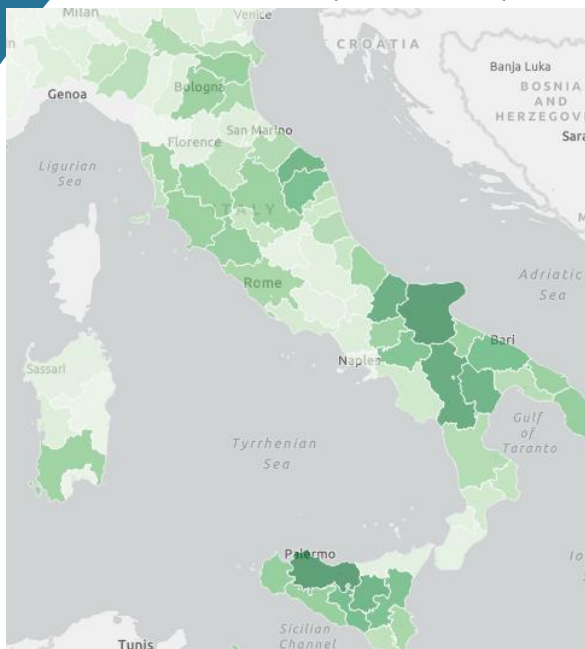 Milan
Venice
CROATIA
Banja Luka
BOSNIA
AND
Genoa
Bologna
Florence
San Marino
Ligurian
Sea
ITALY
Adriatic
Sea
Rome
Bari
Naples
Sassari
Gulf
of
Taranto
Tyrrhenian
Sea
Palermo
Sicilian
Channel
Tunis